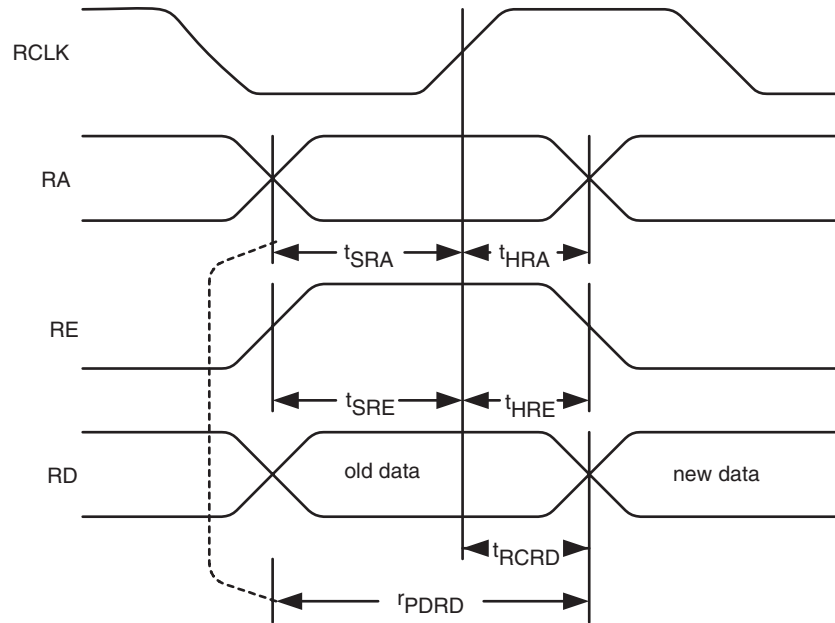 RCLK
RA
tSRA tHRA
RE
tSRE tHRE
RD old data new data
tRCRD
rPDRD